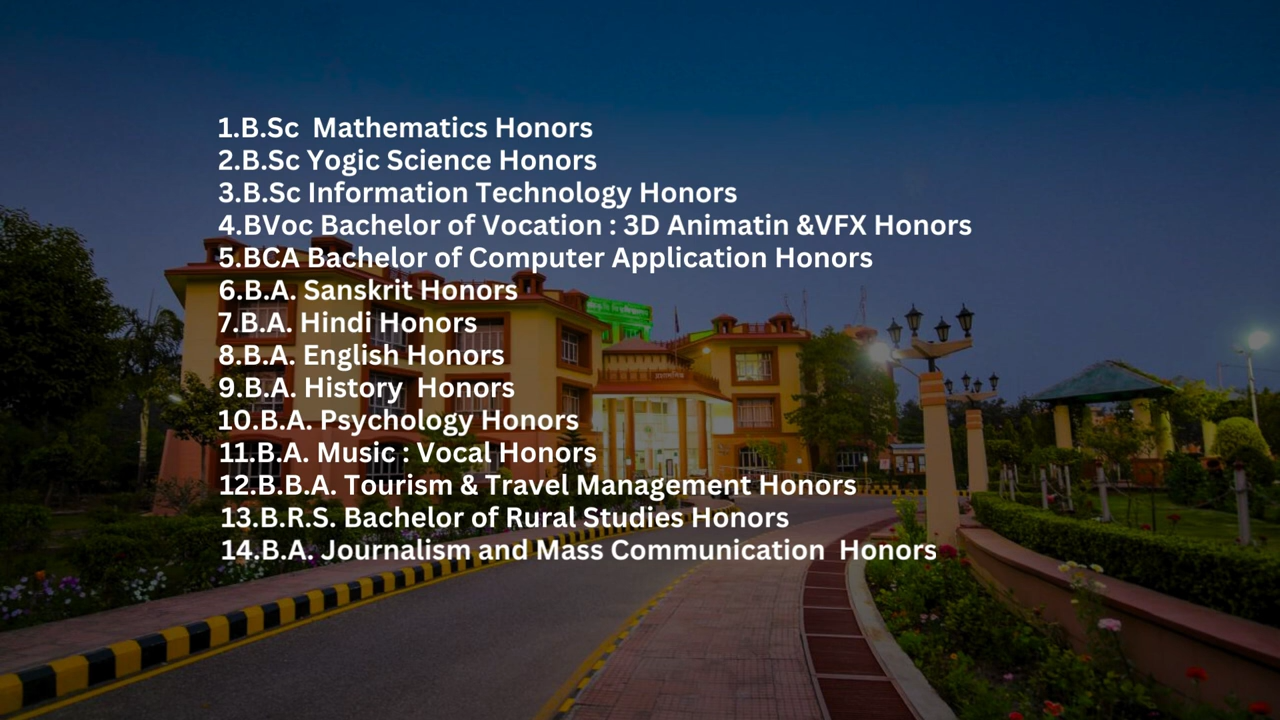 1.B.Sc  Mathematics Honors
2.B.Sc Yogic Science Honors
3.B.Sc Information Technology Honors
4.BVoc Bachelor of Vocation : 3D Animatin &VFX Honors
5.BCA Bachelor of Computer Application Honors
6.B.A. Sanskrit Honors
7.B.A. Hindi Honors
8.B.A. English Honors
9.B.A. History  Honors
10.B.A. Psychology Honors
11.B.A. Music : Vocal Honors
12.B.B.A. Tourism & Travel Management Honors
13.B.R.S. Bachelor of Rural Studies Honors
14.B.A. Journalism and Mass Communication  Honors